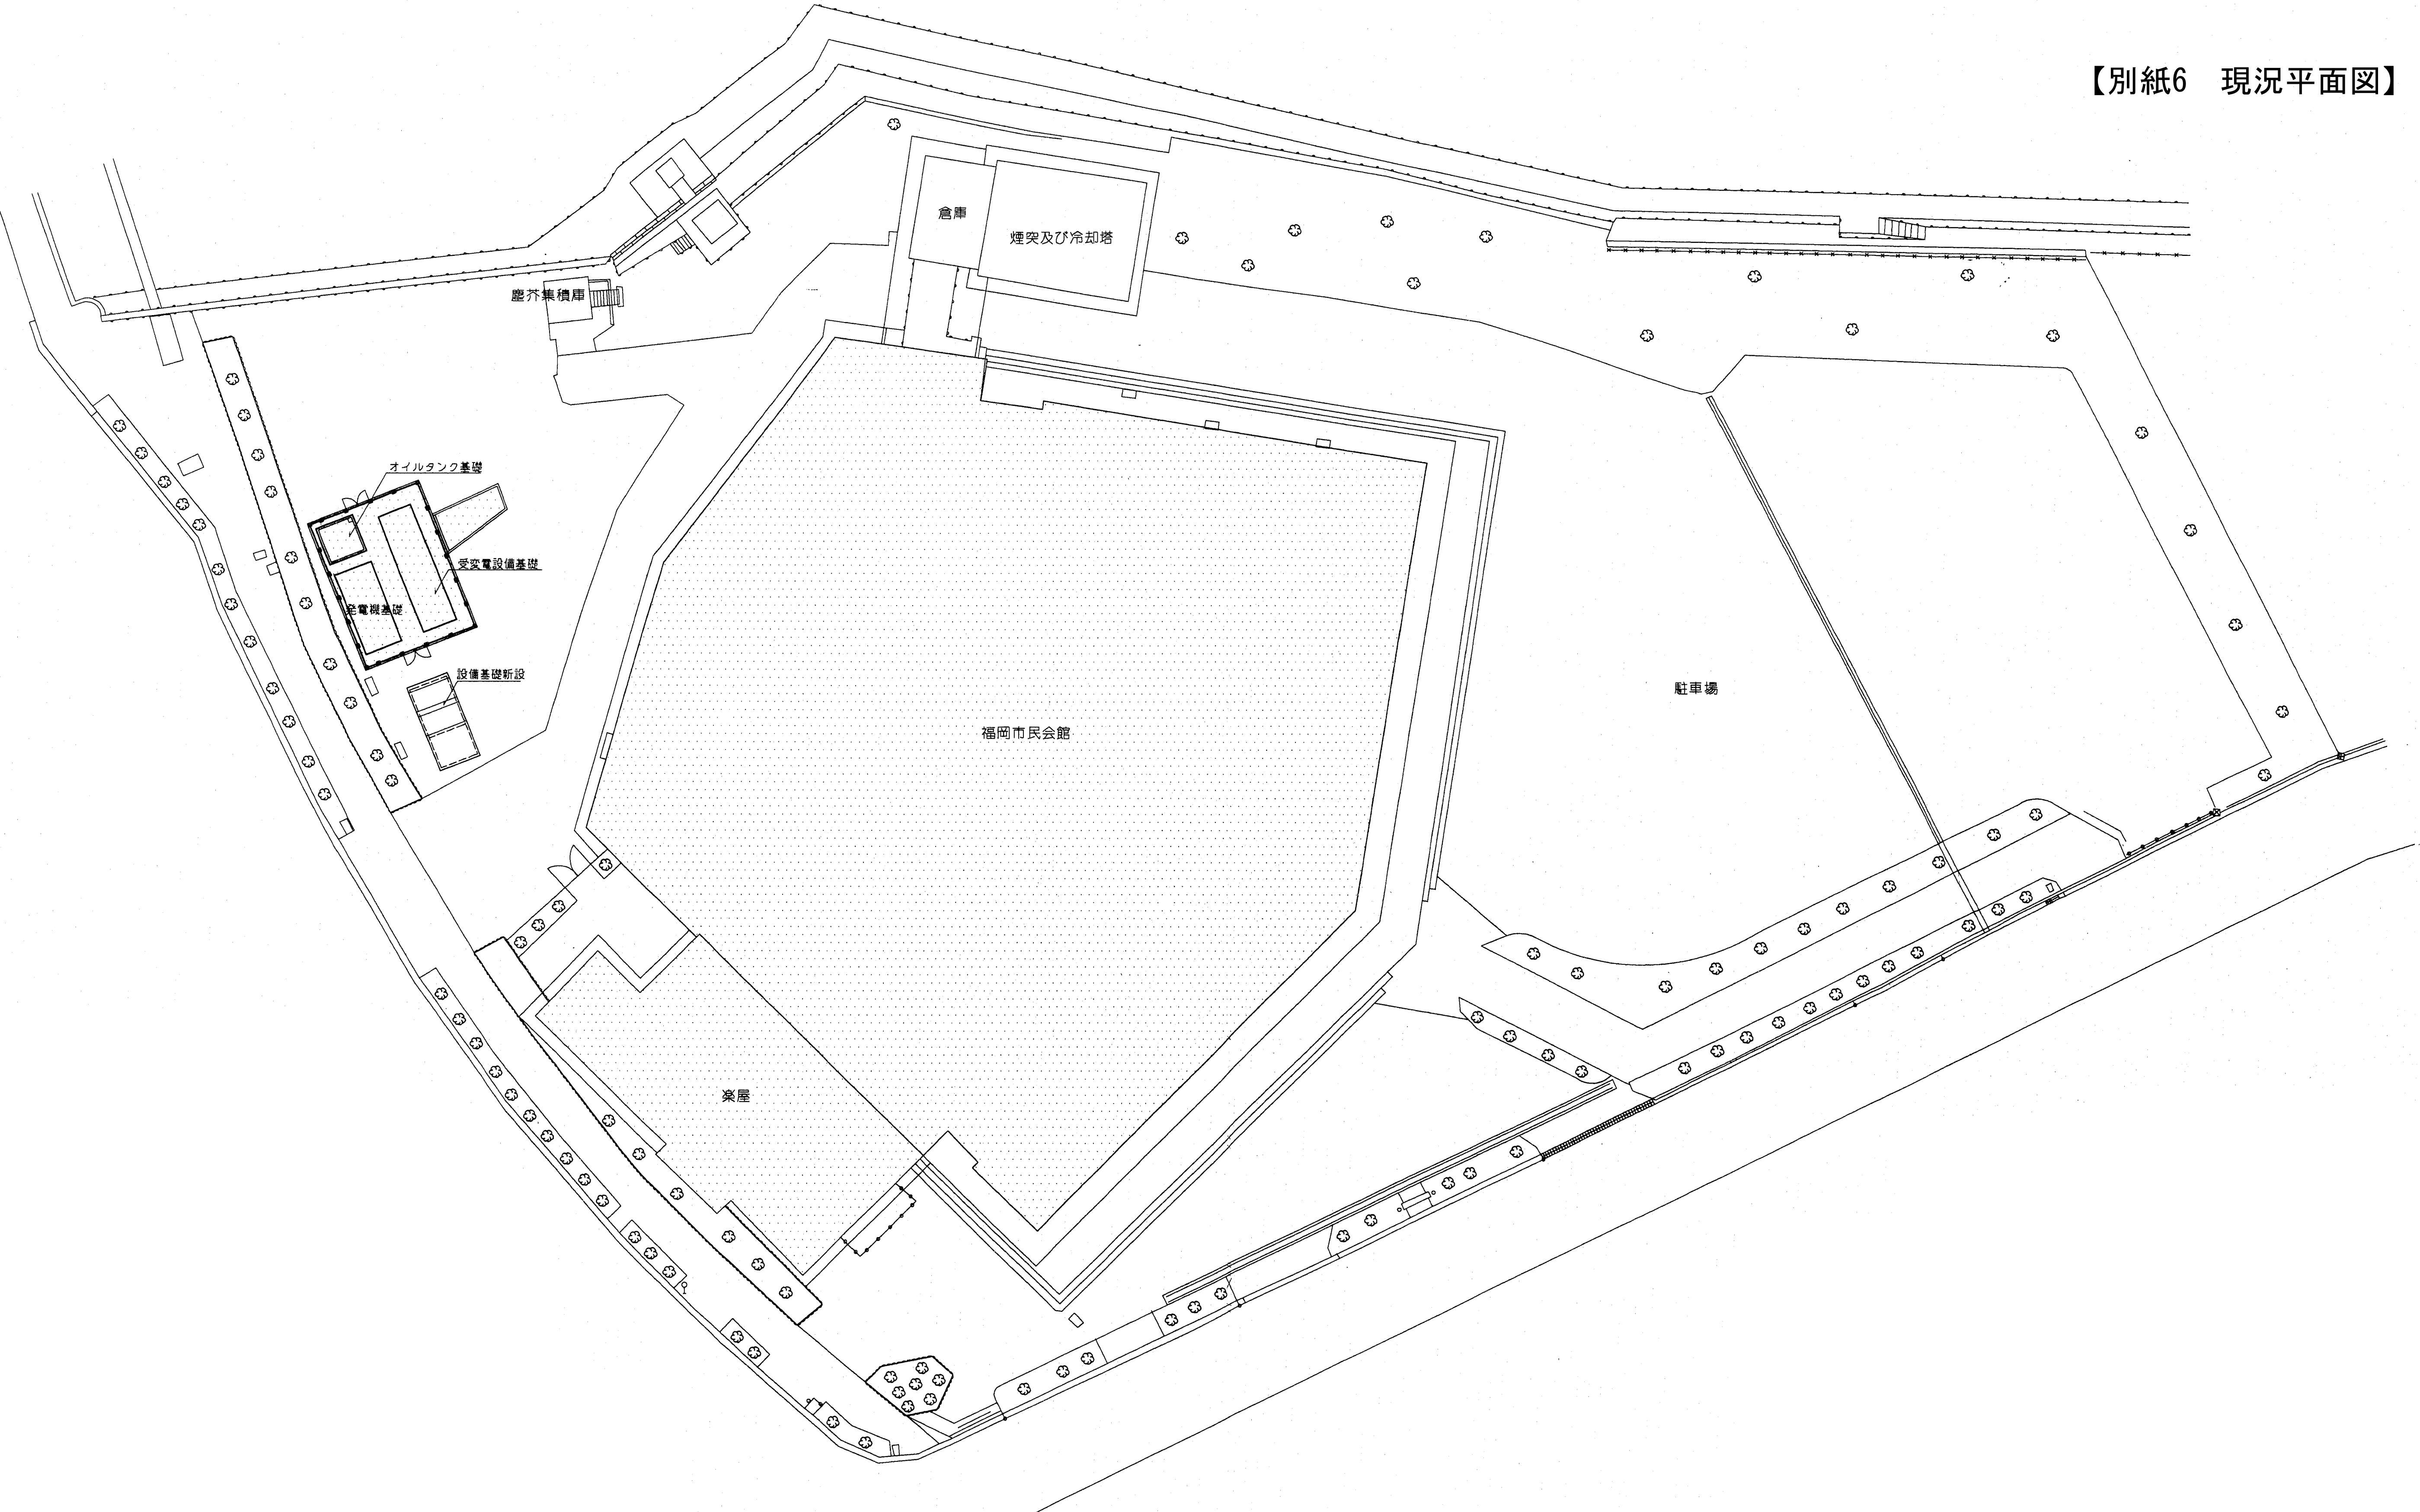 【別紙6　現況平面図】
倉庫
煙突及び冷却塔
塵芥集積庫
オイルタンク基礎
受変電設備基礎
発電機基礎
設備基礎新設
駐車場
福岡市民会館
楽屋